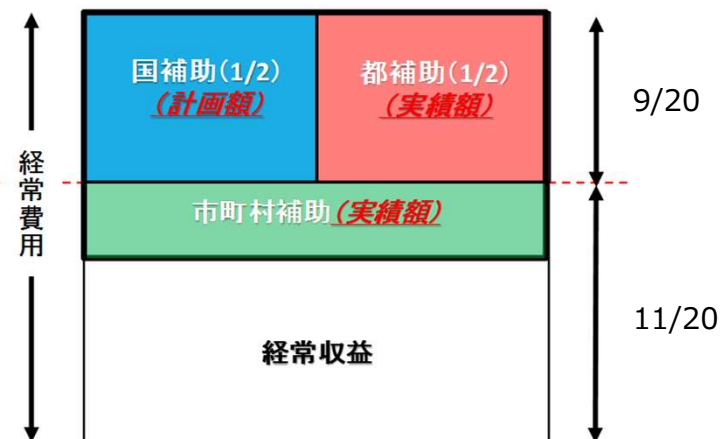 国補助(1/2)
(計画額)
都補助(1/2)
(実績額)
9/20
経常費用
市町村補助(実績額)
11/20
経常収益